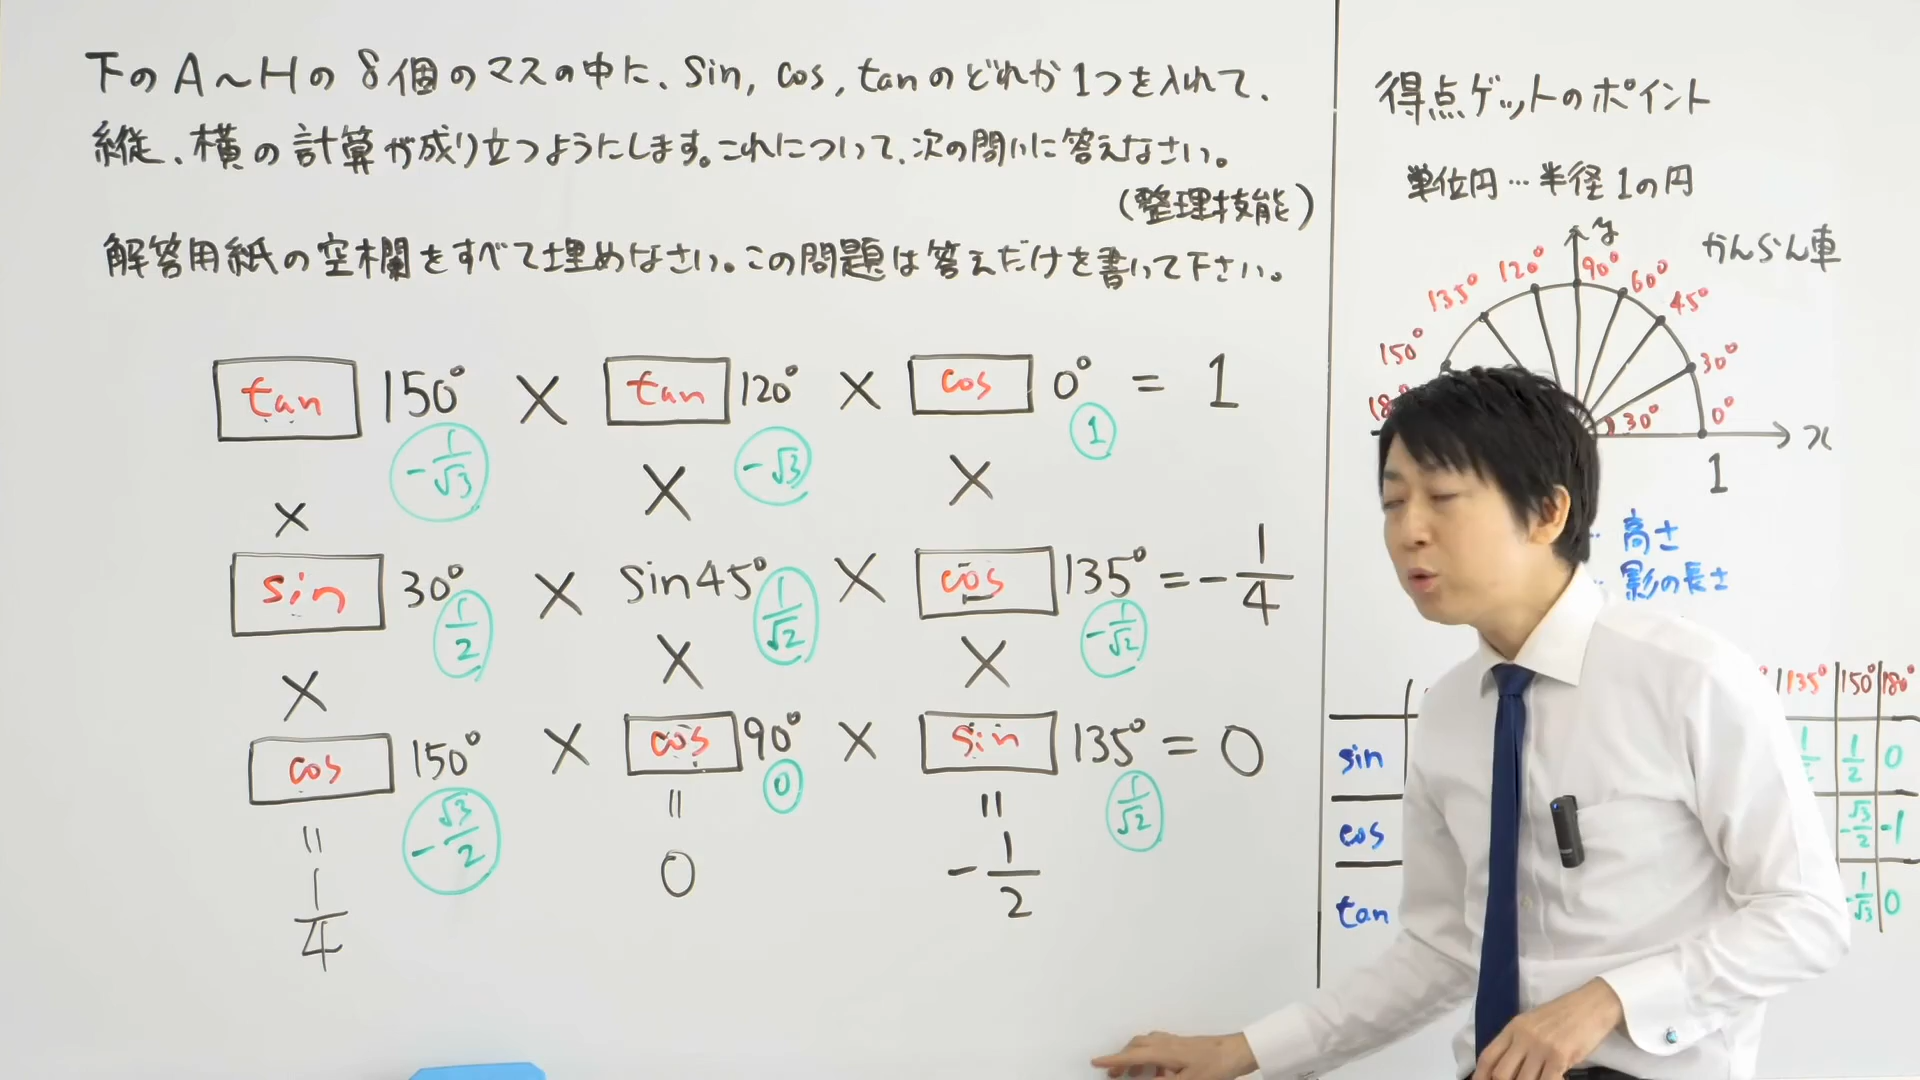 下のA~Hの8個のマスの中に、sin, cos, tanのどれか1つを入れて、
縦、横の計算が成り立つようにします。これについて、次の問いに答えなさい。
(整理技能)
解答用紙の空欄をすべて埋めなさい。この問題は答えだけを書いて下さい。
tan 150° × tan 120° × cos 0° = 1
-1/√3 -√3 1
× × ×
sin 30° × sin45° × cos 135° = -1/4
1/2 1/√2 -1/√2
× × ×
cos 150° × cos 90° × sin 135° = 0
-√3/2 0 1/√2
= = =
1/4 0 -1/2
得点ゲットのポイント
単位円…半径1の円
y かんらん車
135° 120° 90° 60° 45°
150° 30°
30° 0° x
1
高さ
影の長さ
135° 150° 180°
sin 1/2 0
cos -√3/2 -1
tan -1/√3 0